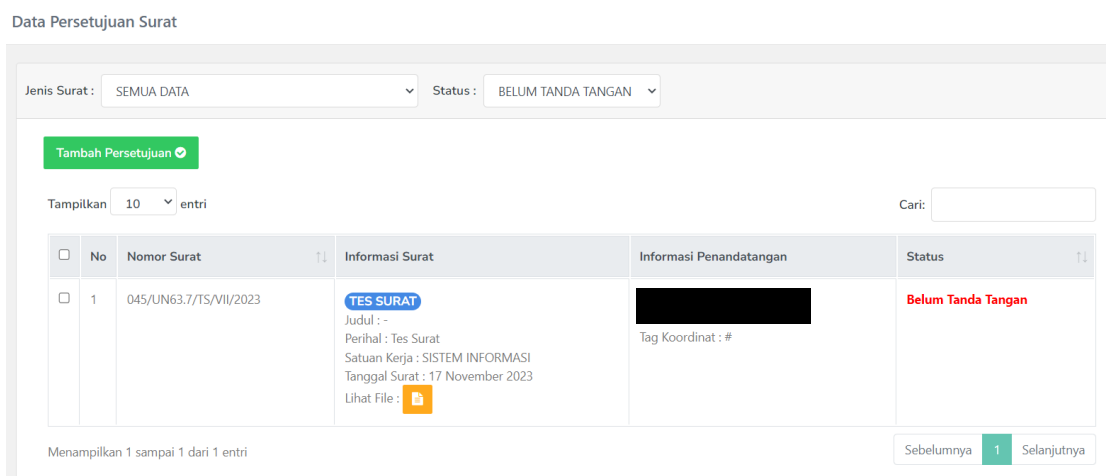 Data Persetujuan Surat
Jenis Surat : SEMUA DATA Status : BELUM TANDA TANGAN
Tambah Persetujuan
Tampilkan 10 entri Cari:
No Nomor Surat Informasi Surat Informasi Penandatangan Status
1 045/UN63.7/TS/VII/2023 TES SURAT Belum Tanda Tangan
Judul : -
Perihal : Tes Surat Tag Koordinat : #
Satuan Kerja : SISTEM INFORMASI
Tanggal Surat : 17 November 2023
Lihat File :
Menampilkan 1 sampai 1 dari 1 entri Sebelumnya 1 Selanjutnya